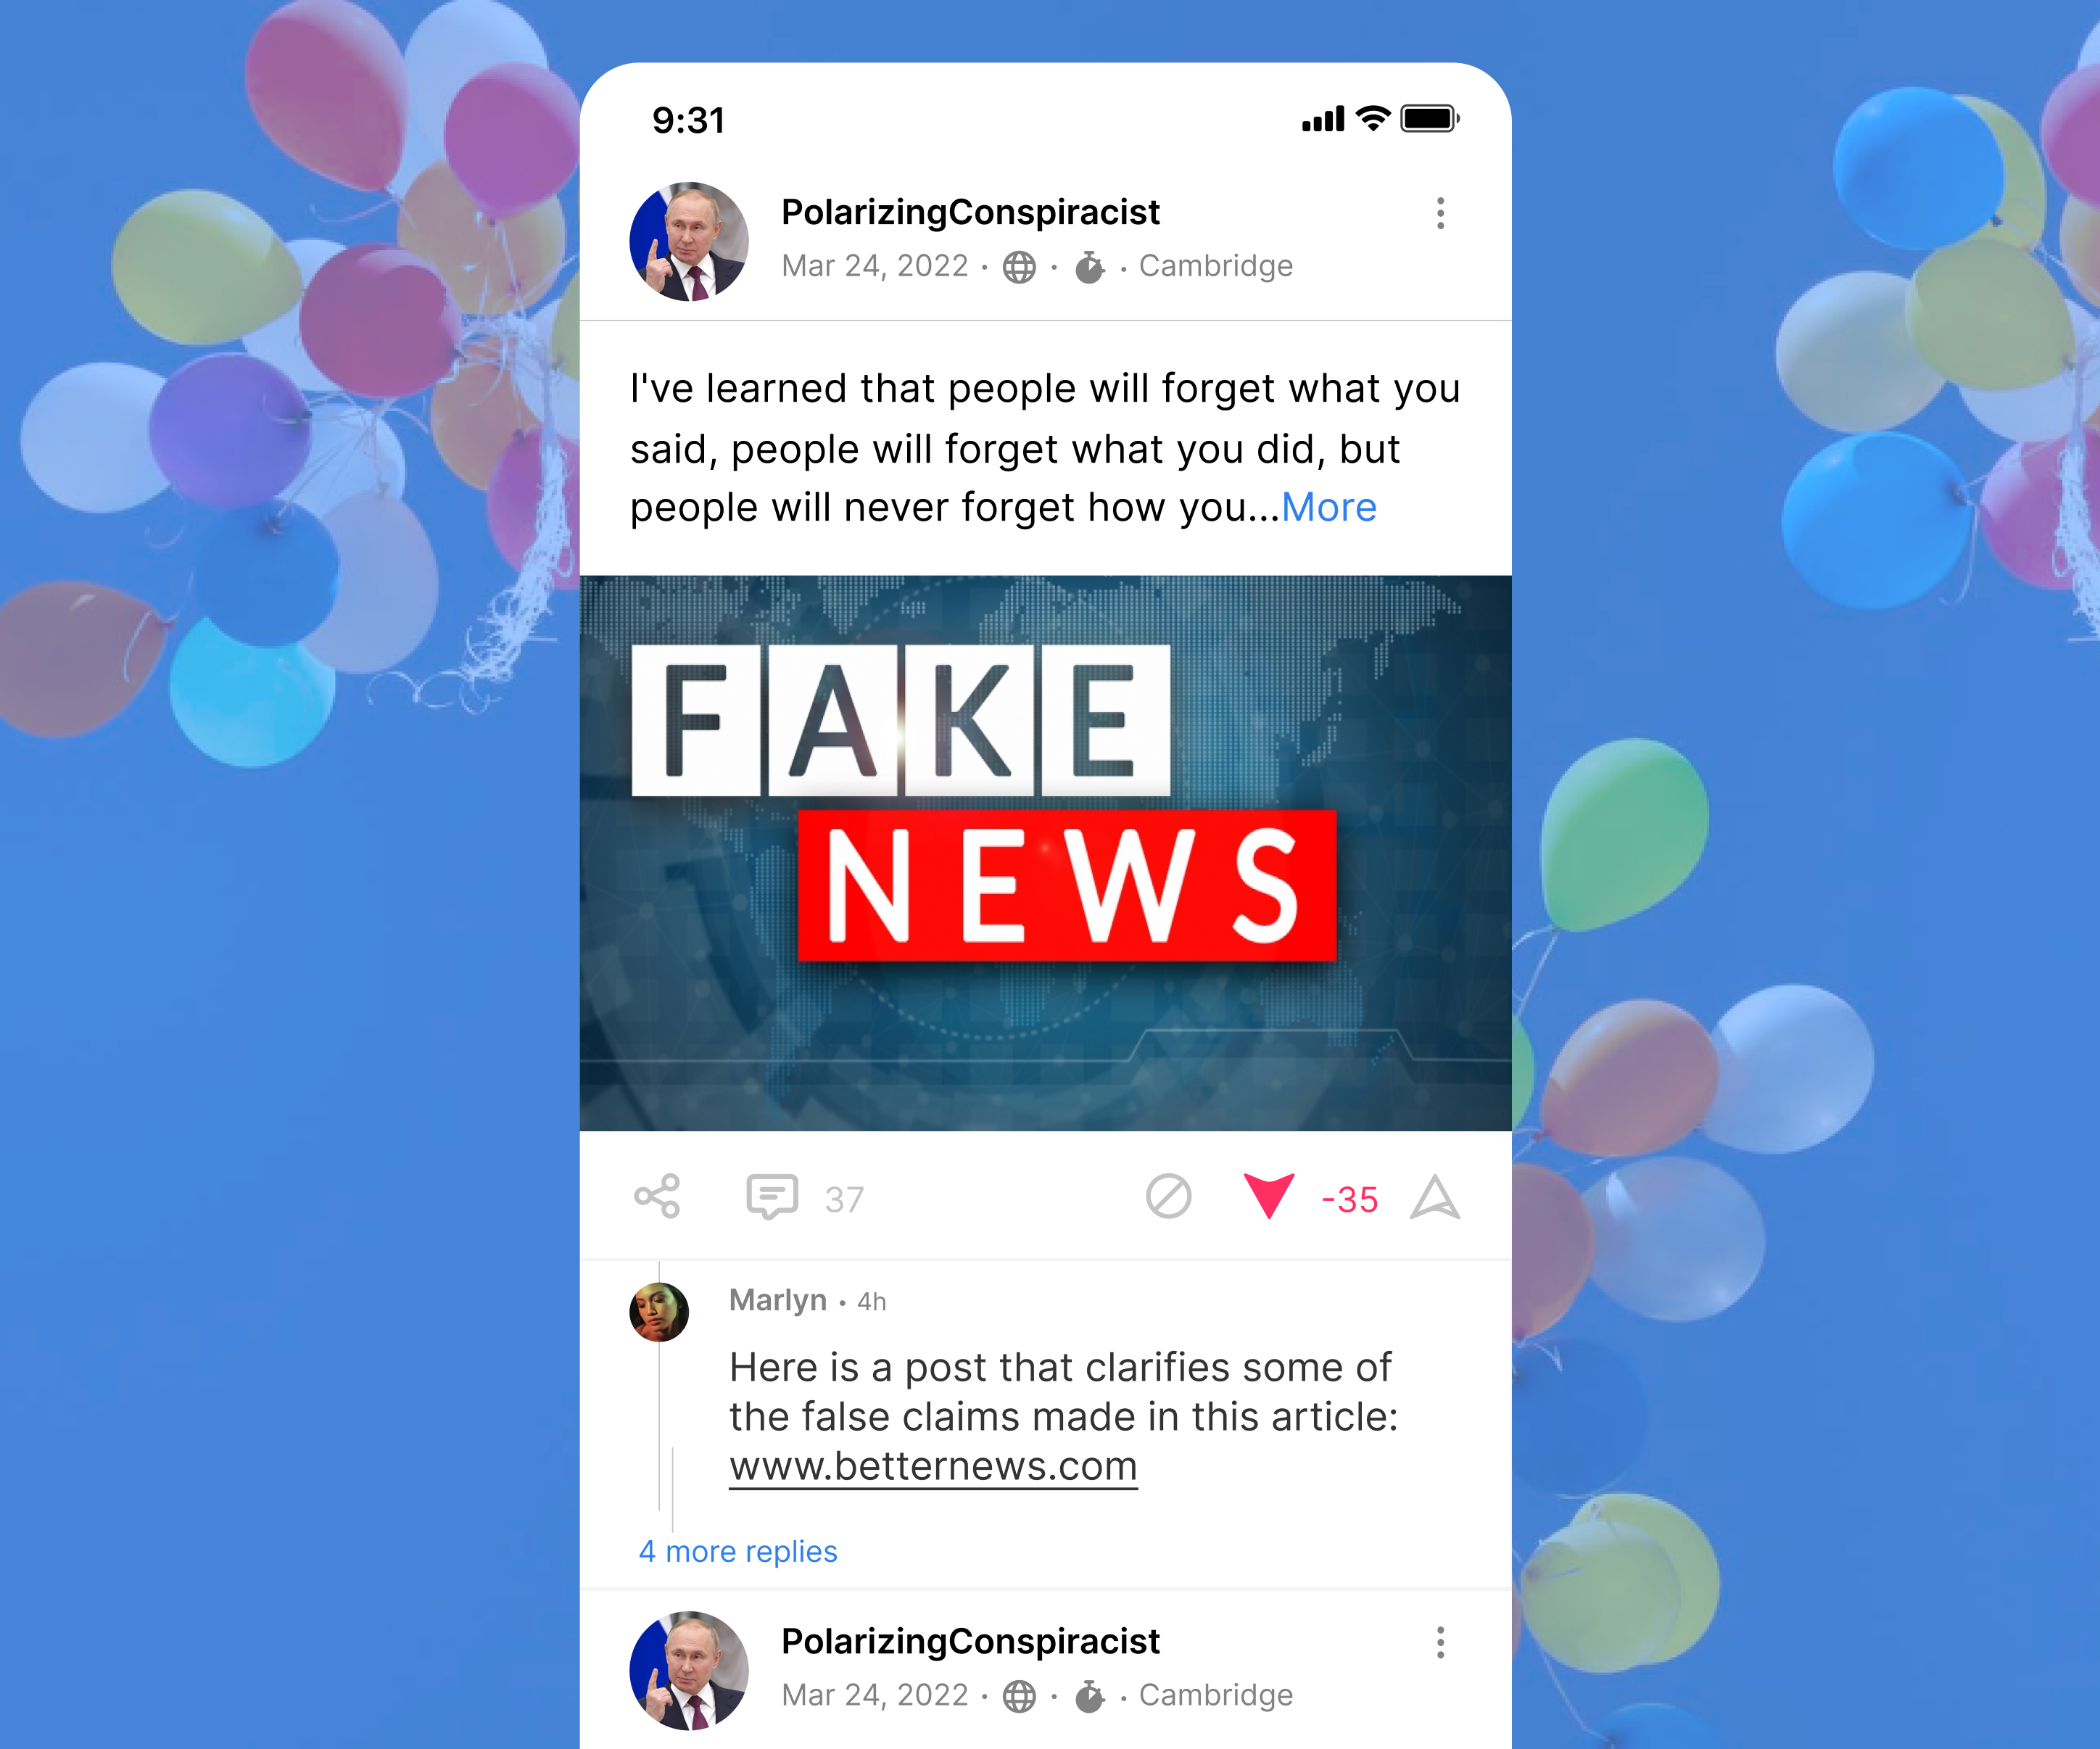 9:31
PolarizingConspiracist
Mar 24, 2022 · · · Cambridge
I've learned that people will forget what you
said, people will forget what you did, but
people will never forget how you...More
FAKE
NEWS
37
-35
Marlyn · 4h
Here is a post that clarifies some of
the false claims made in this article:
www.betternews.com
4 more replies
PolarizingConspiracist
Mar 24, 2022 · · · Cambridge